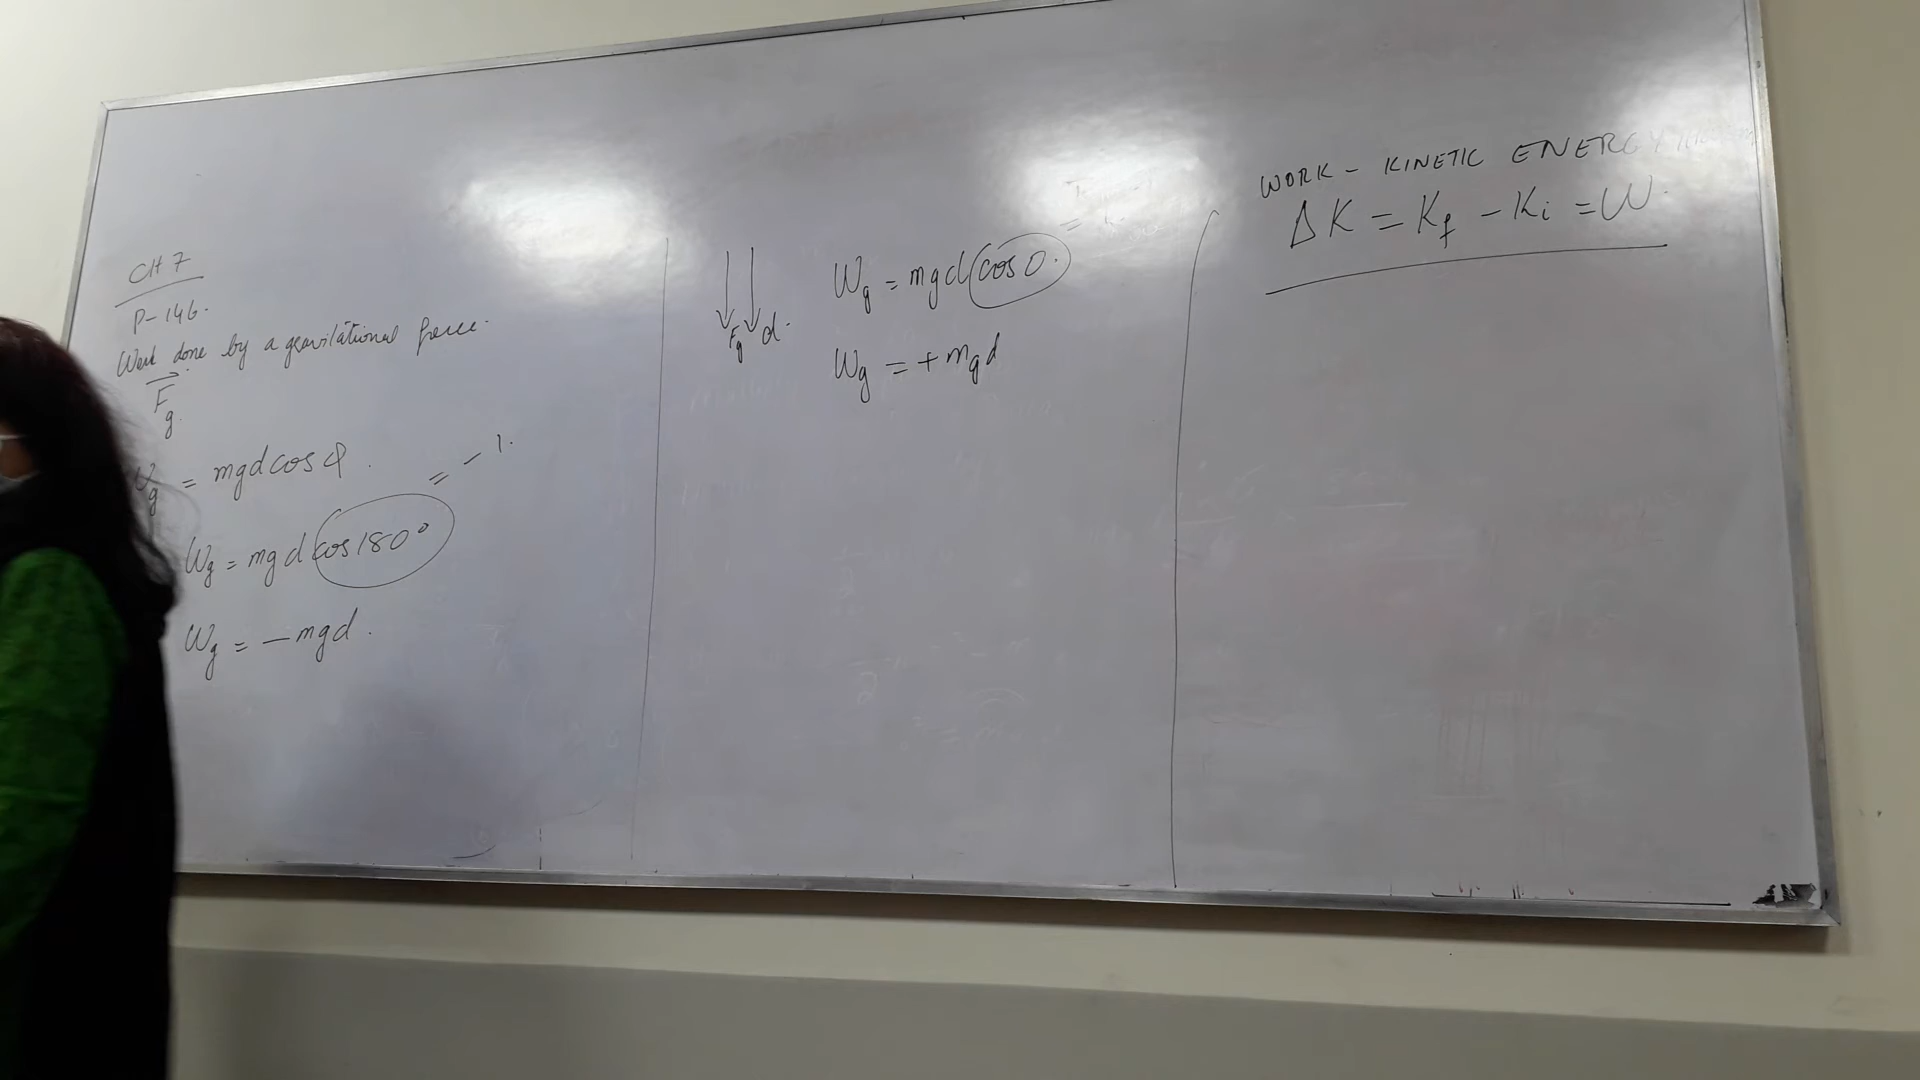 CH 7
P-146.
Work done by a gravitational force.
F g.
Wg = mgd cos φ.
Wg = mgd cos 180° = -1.
Wg = -mgd.
Fg d.
Wg = mgd cos 0.
Wg = +mgd
WORK - KINETIC ENERGY
ΔK = Kf - Ki = W.